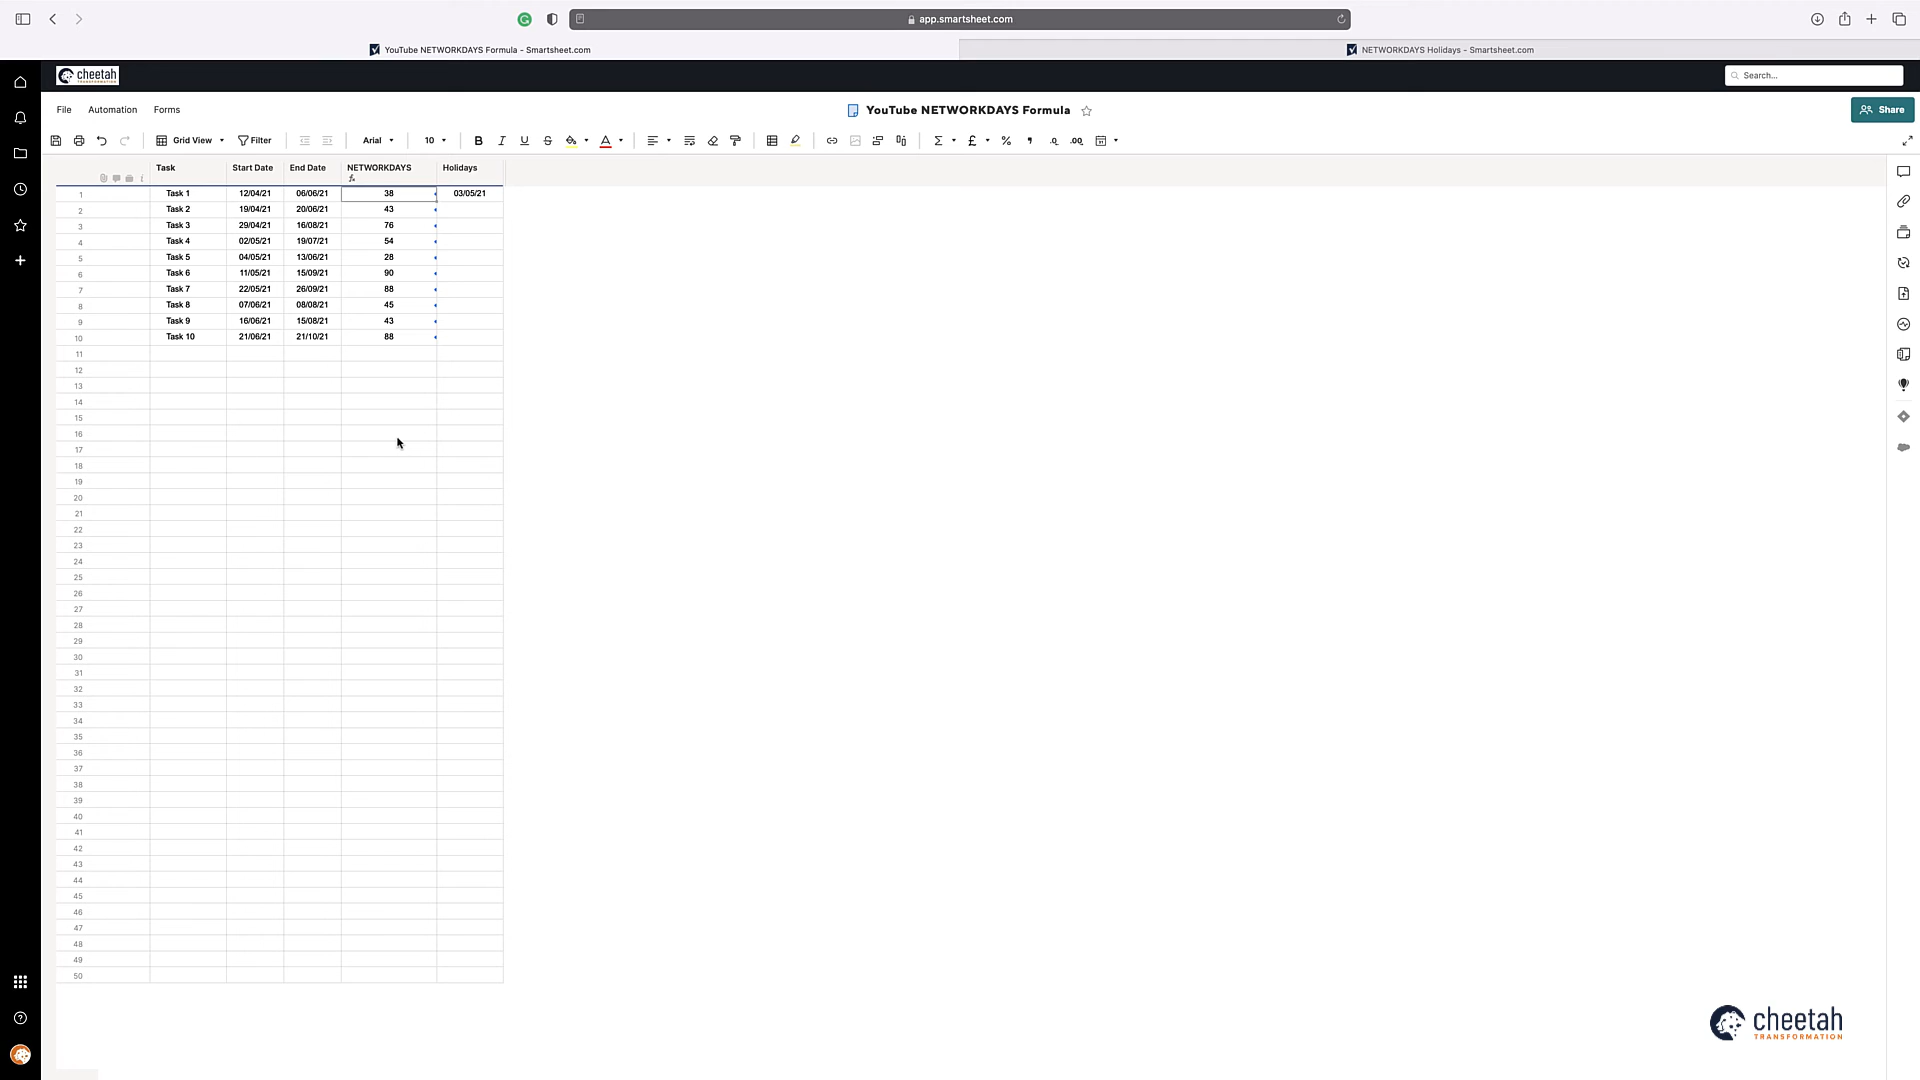 app.smartsheet.com
YouTube NETWORKDAYS Formula - Smartsheet.com
NETWORKDAYS Holidays - Smartsheet.com
cheetah
Search...
File Automation Forms
YouTube NETWORKDAYS Formula
Share
Grid View Filter Arial 10 B I U S A Σ £ % , .0 .00
Task Start Date End Date NETWORKDAYS Holidays
fx
1 Task 1 12/04/21 06/06/21 38 03/05/21
2 Task 2 19/04/21 20/06/21 43
3 Task 3 29/04/21 16/08/21 76
4 Task 4 02/05/21 19/07/21 54
5 Task 5 04/05/21 13/06/21 28
6 Task 6 11/05/21 15/09/21 90
7 Task 7 22/05/21 26/09/21 88
8 Task 8 07/06/21 08/08/21 45
9 Task 9 16/06/21 15/08/21 43
10 Task 10 21/06/21 21/10/21 88
11
12
13
14
15
16
17
18
19
20
21
22
23
24
25
26
27
28
29
30
31
32
33
34
35
36
37
38
39
40
41
42
43
44
45
46
47
48
49
50
cheetah
TRANSFORMATION